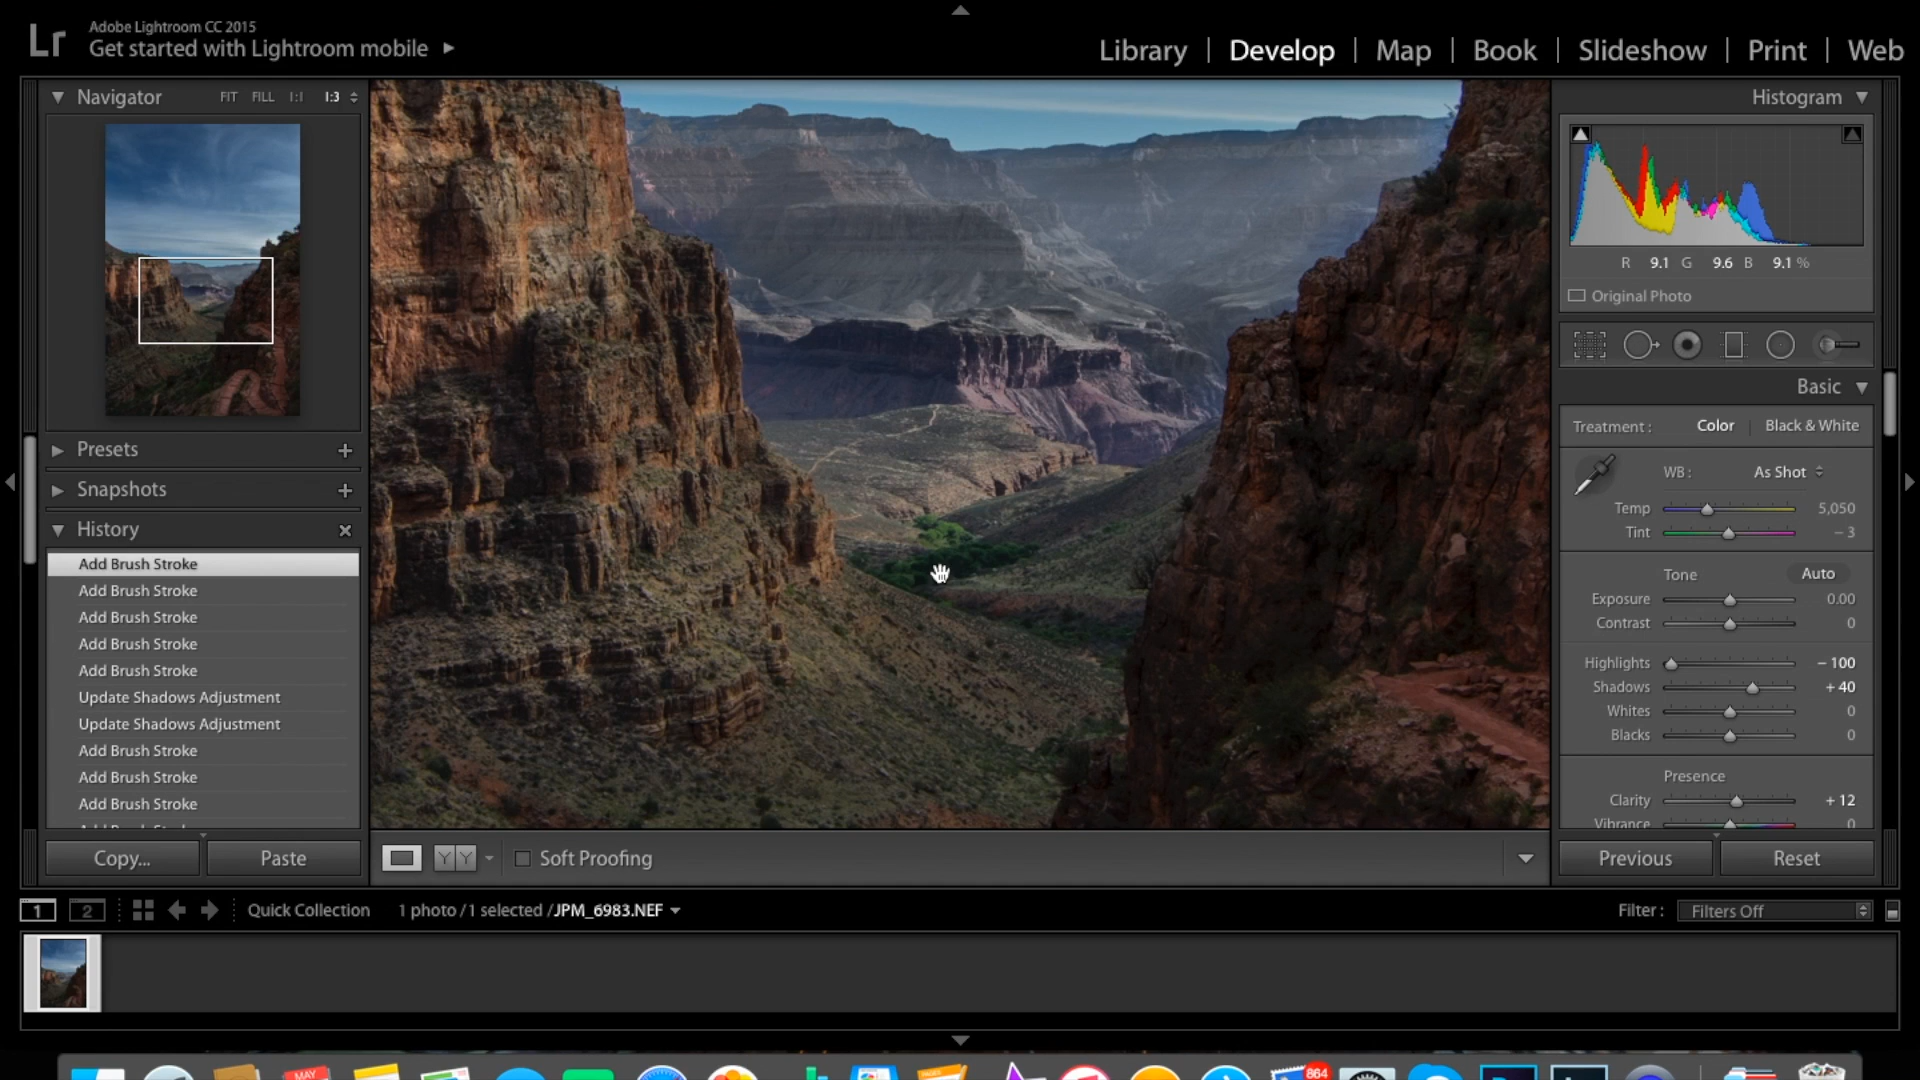 Lr
Adobe Lightroom CC 2015
Get started with Lightroom mobile
Library | Develop | Map | Book | Slideshow | Print | Web
Navigator FIT FILL 1:1 1:3
Histogram
R 9.1 G 9.6 B 9.1 %
Original Photo
Basic
Treatment : Color Black & White
WB : As Shot
Temp 5,050
Tint – 3
Tone Auto
Exposure 0.00
Contrast 0
Highlights – 100
Shadows + 40
Whites 0
Blacks 0
Presence
Clarity + 12
Vibrance 0
Presets
Snapshots
History
Add Brush Stroke
Add Brush Stroke
Add Brush Stroke
Add Brush Stroke
Add Brush Stroke
Update Shadows Adjustment
Update Shadows Adjustment
Add Brush Stroke
Add Brush Stroke
Add Brush Stroke
Copy... Paste
YY Soft Proofing
Previous Reset
1 2 Quick Collection 1 photo / 1 selected / JPM_6983.NEF
Filter : Filters Off
MAY
PAGES
864